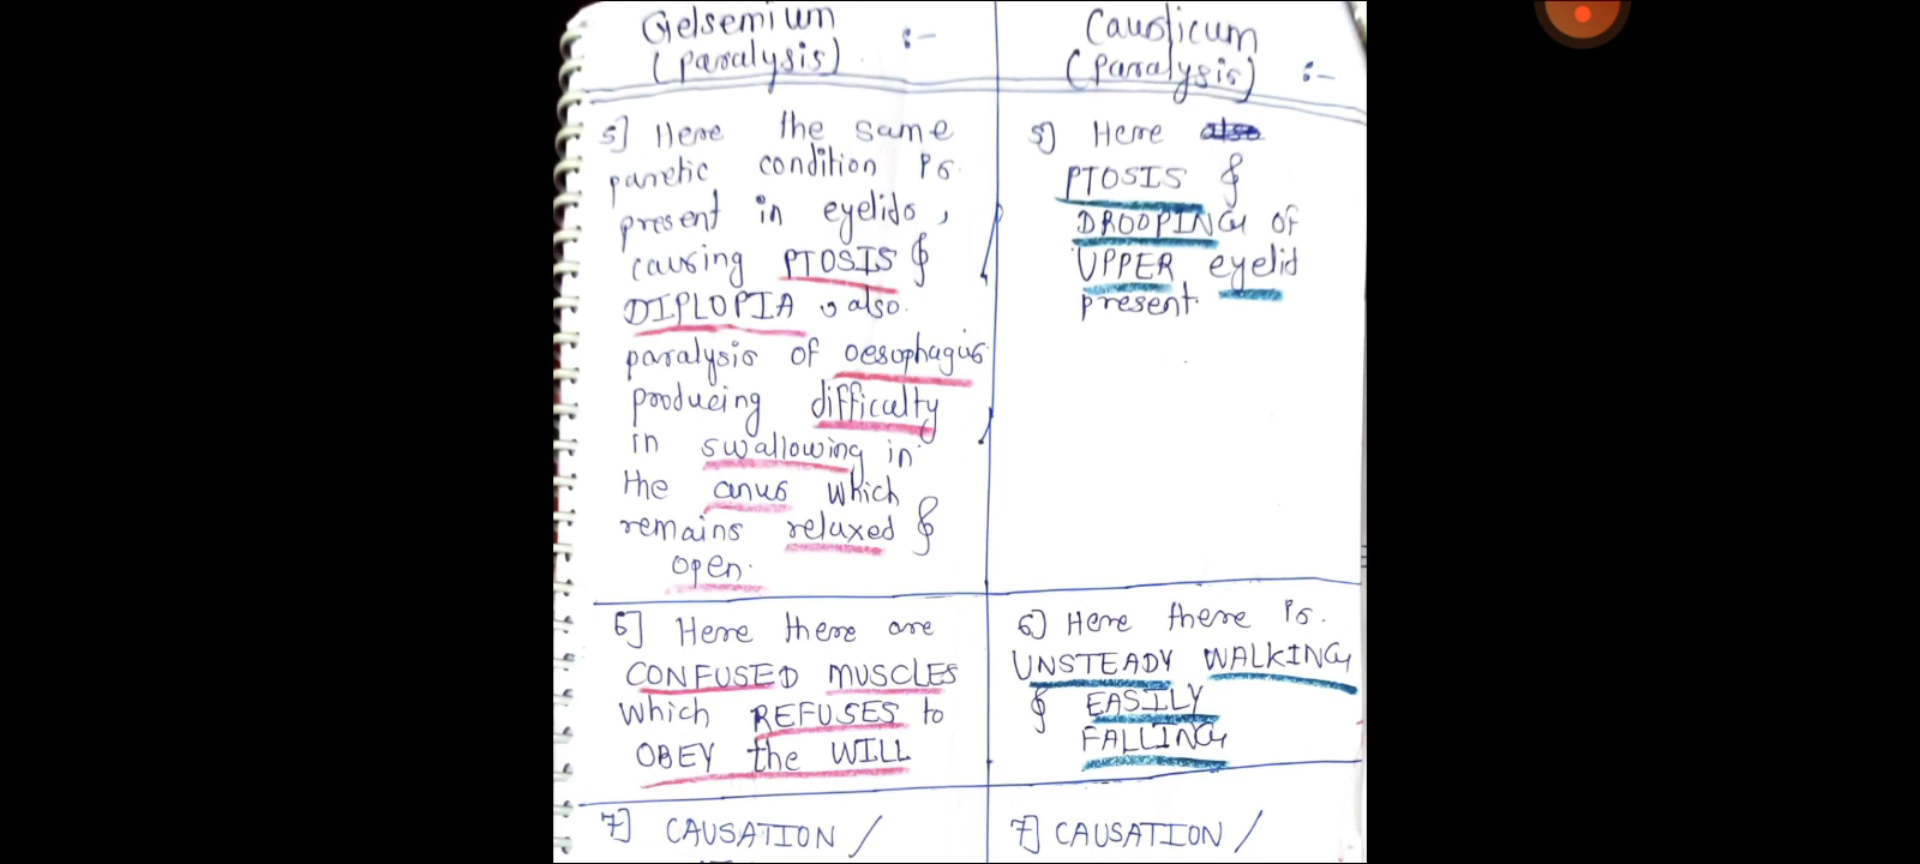 Gelsemium
(paralysis) :-
5] Here the same
paretic condition is
present in eyelids,
causing PTOSIS &
DIPLOPIA, also
paralysis of oesophagus
producing difficulty
in swallowing in
the anus which
remains relaxed &
open.
6] Here there are
CONFUSED MUSCLES
which REFUSES to
OBEY the WILL
7] CAUSATION /
Causticum
(paralysis) :-
5) Here also
PTOSIS &
DROOPING of
UPPER eyelid
present.
6) Here there is.
UNSTEADY WALKING
& EASILY
FALLING
7] CAUSATION /